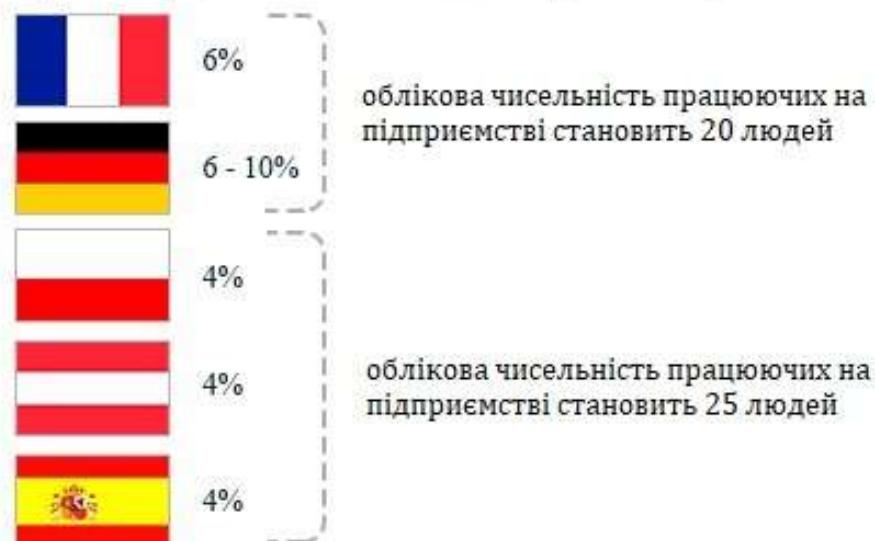 6%
облікова чисельність працюючих на
підприємстві становить 20 людей
6 - 10%
4%
4%
облікова чисельність працюючих на
підприємстві становить 25 людей
4%